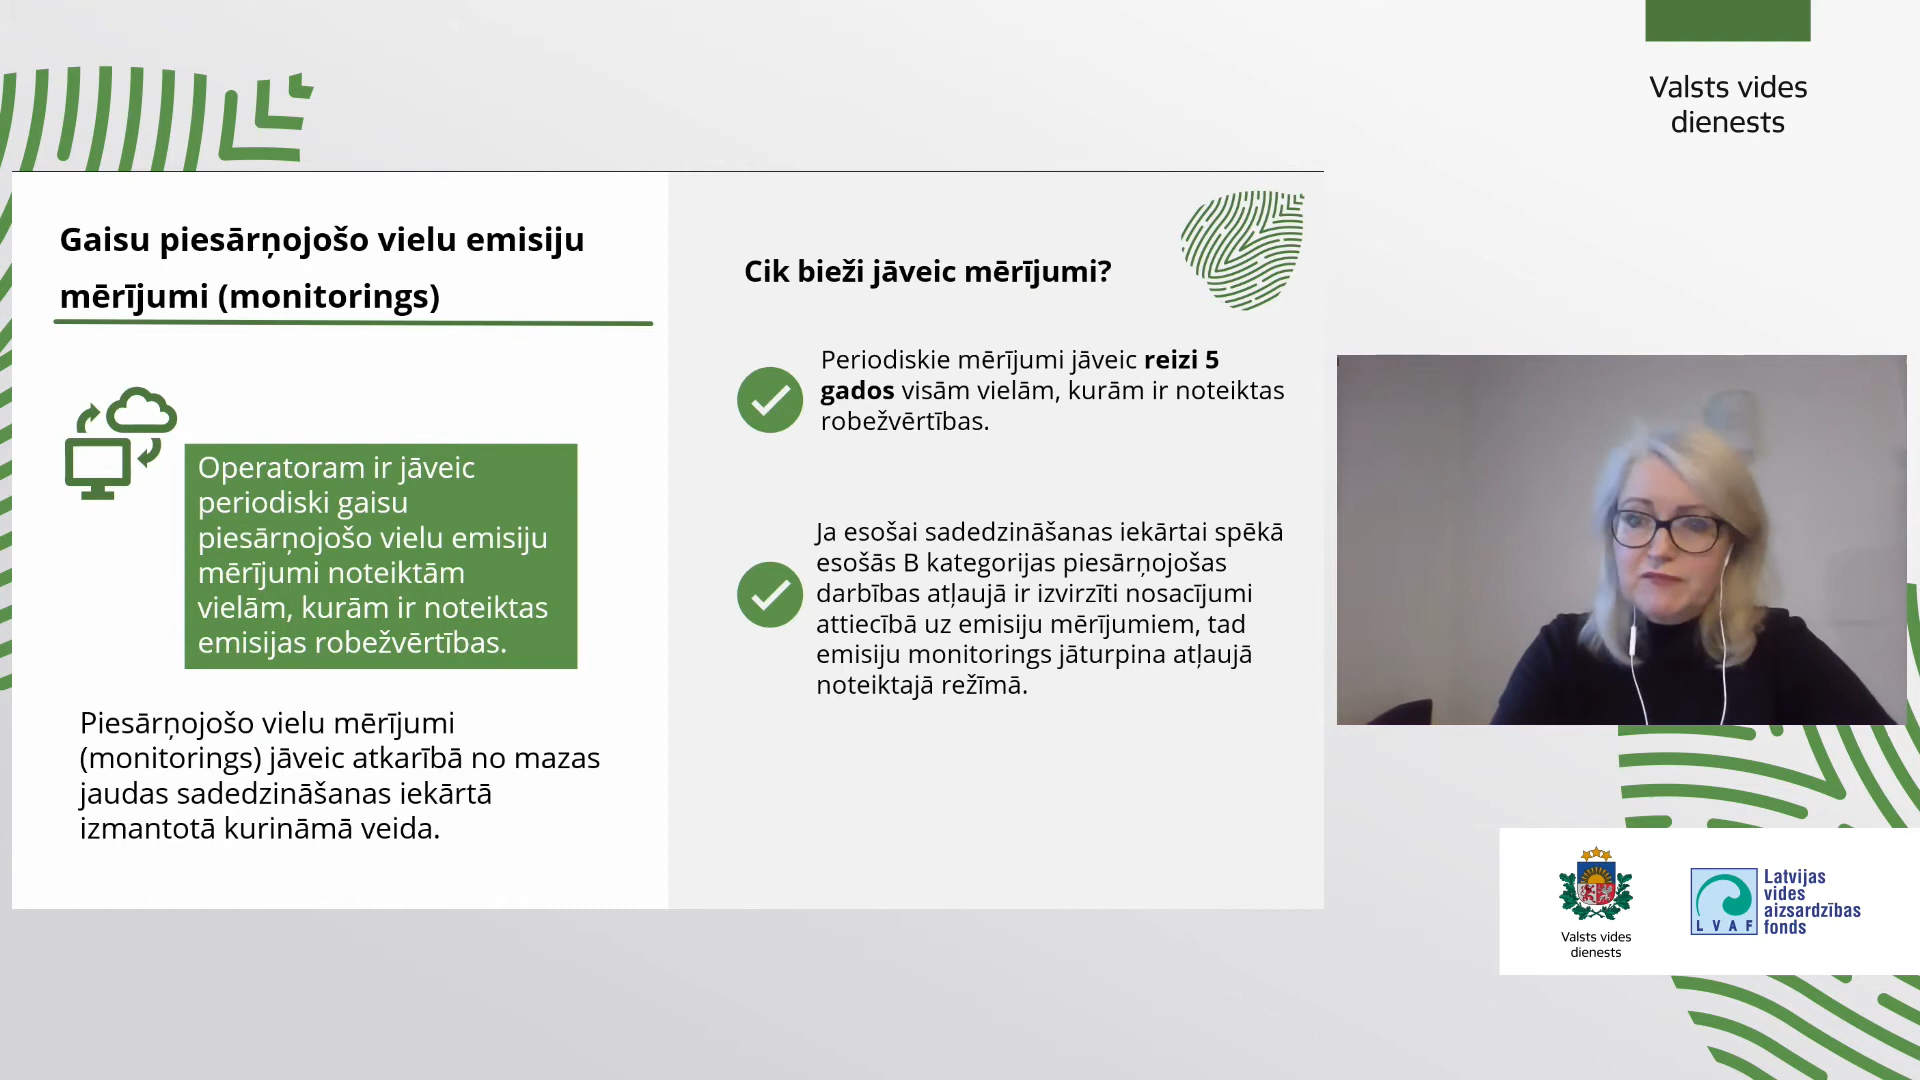 Valsts vides
dienests
Gaisu piesārņojošo vielu emisiju
mērījumi (monitorings)
Operatoram ir jāveic
periodiski gaisu
piesārņojošo vielu emisiju
mērījumi noteiktām
vielām, kurām ir noteiktas
emisijas robežvērtības.
Piesārņojošo vielu mērījumi
(monitorings) jāveic atkarībā no mazas
jaudas sadedzināšanas iekārtā
izmantotā kurināmā veida.
Cik bieži jāveic mērījumi?
Periodiskie mērījumi jāveic reizi 5
gados visām vielām, kurām ir noteiktas
robežvērtības.
Ja esošai sadedzināšanas iekārtai spēkā
esošās B kategorijas piesārņojošas
darbības atļaujā ir izvirzīti nosacījumi
attiecībā uz emisiju mērījumiem, tad
emisiju monitorings jāturpina atļaujā
noteiktajā režīmā.
Valsts vides
dienests
LVAF
Latvijas
vides
aizsardzības
fonds